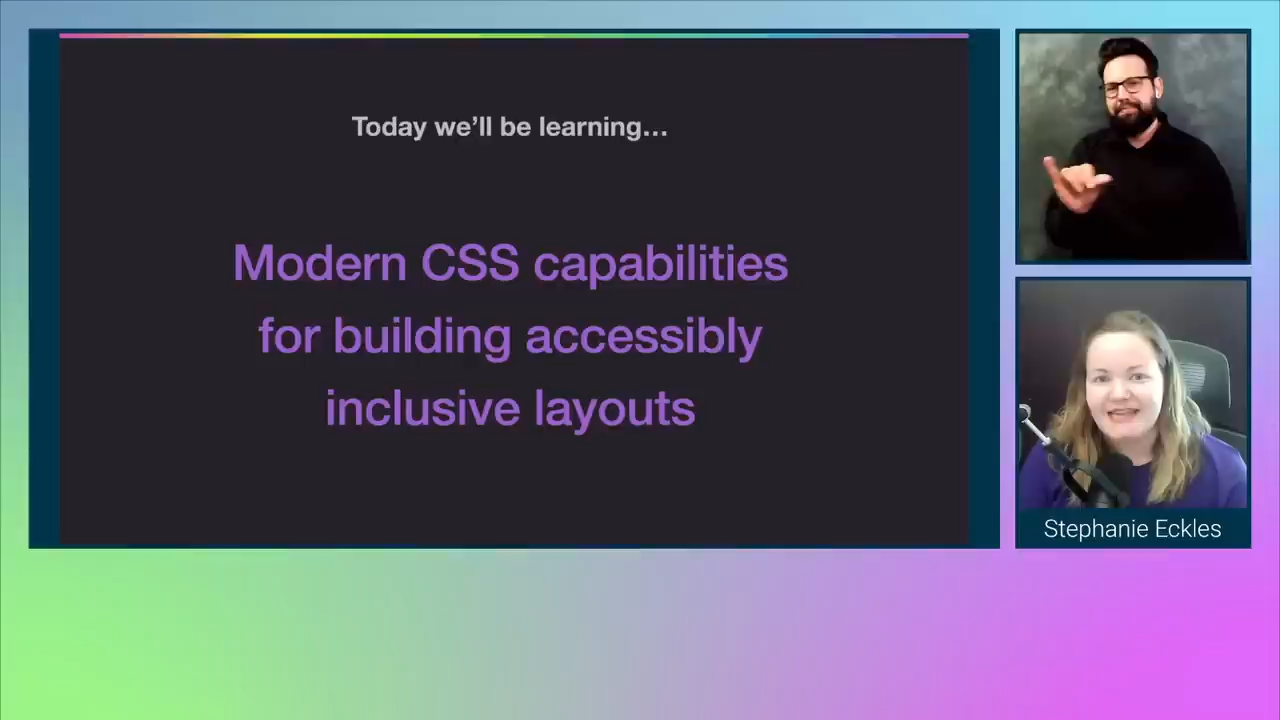 Today we’ll be learning…
Modern CSS capabilities
for building accessibly
inclusive layouts
Stephanie Eckles